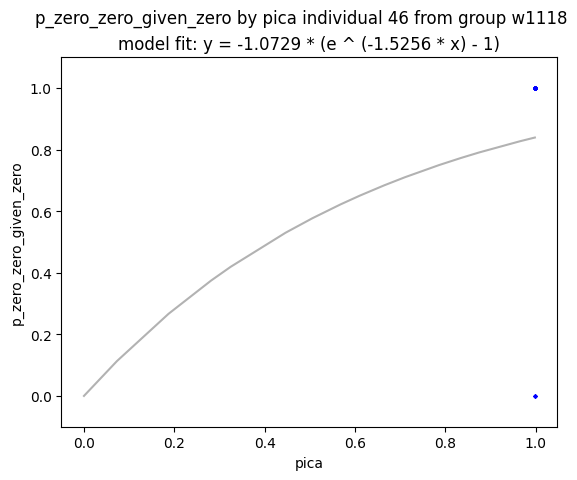 p_zero_zero_given_zero by pica individual 46 from group w1118
model fit: y = -1.0729 * (e ^ (-1.5256 * x) - 1)
1.0
0.8
0.6
0.4
0.2
0.0
p_zero_zero_given_zero
0.0 0.2 0.4 0.6 0.8 1.0
pica